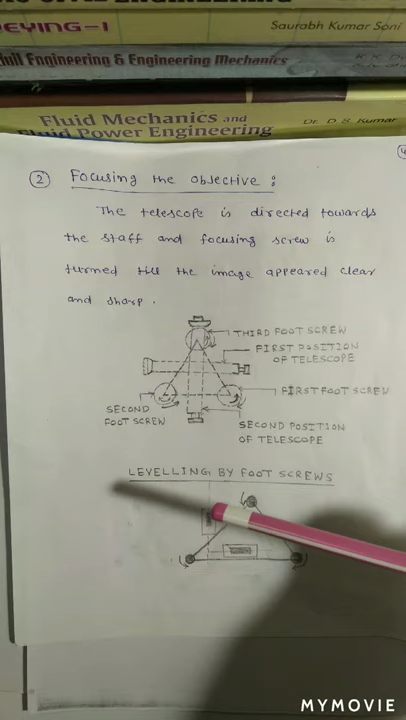 EYING-I
Saurabh Kumar Soni
Civil Engineering & Engineering Mechanics
Fluid Mechanics and
Fluid Power Engineering
Dr. D S Kumar
② Focusing the objective :
The telescope is directed towards
the staff and focusing screw is
turned till the image appeared clear
and sharp.
THIRD FOOT SCREW
FIRST POSITION
OF TELESCOPE
FIRST FOOT SCREW
SECOND
FOOT SCREW
SECOND POSITION
OF TELESCOPE
LEVELLING BY FOOT SCREWS
MYMOVIE